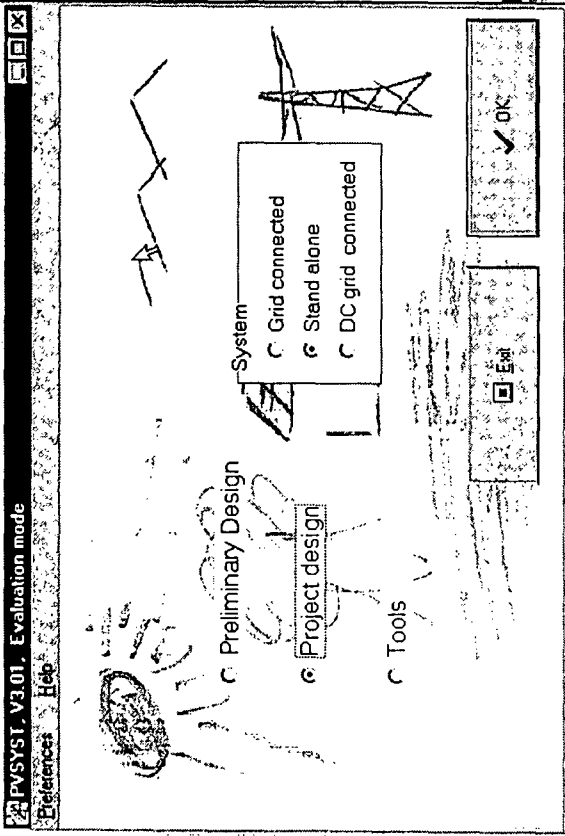 PVSYST, V3.01, Evaluation mode
Preferences Help
Preliminary Design
Project design
Tools
System
Grid connected
Stand alone
DC grid connected
Exit
OK